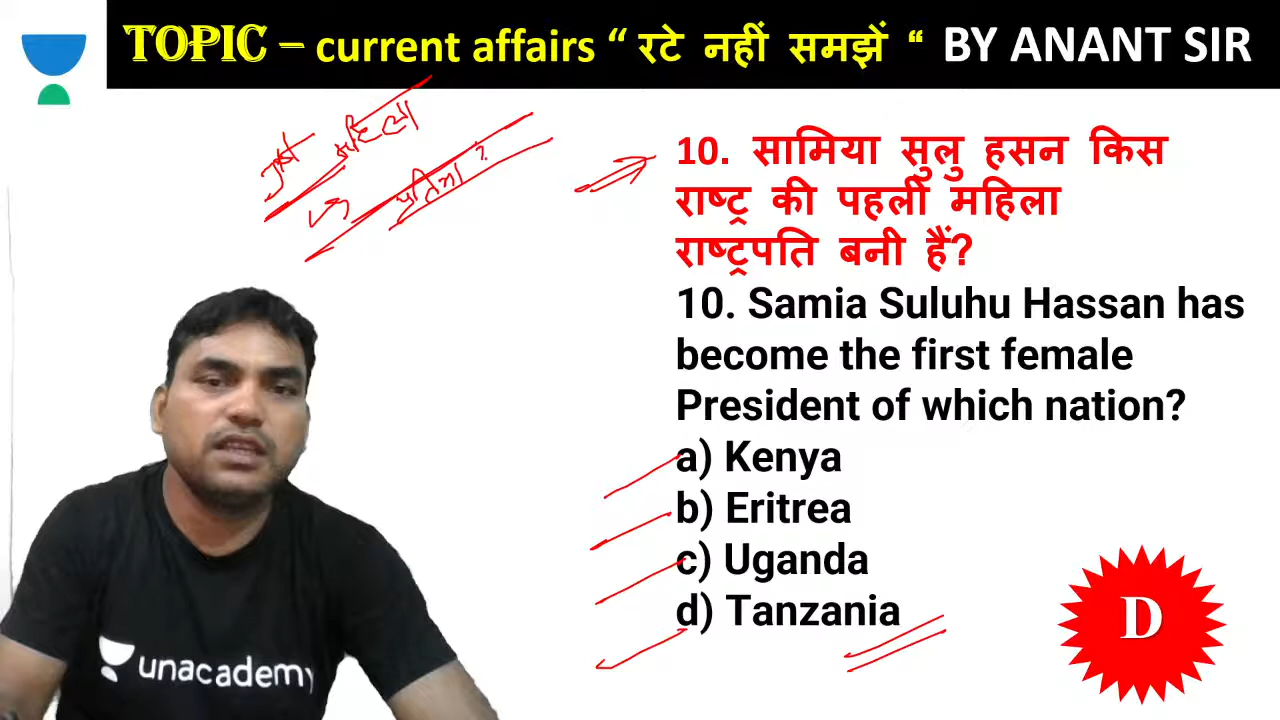 TOPIC – current affairs “ रटे नहीं समझें “ BY ANANT SIR
10. सामिया सुलु हसन किस
राष्ट्र की पहली महिला
राष्ट्रपति बनी हैं?
10. Samia Suluhu Hassan has
become the first female
President of which nation?
a) Kenya
b) Eritrea
c) Uganda
d) Tanzania
D
unacademy